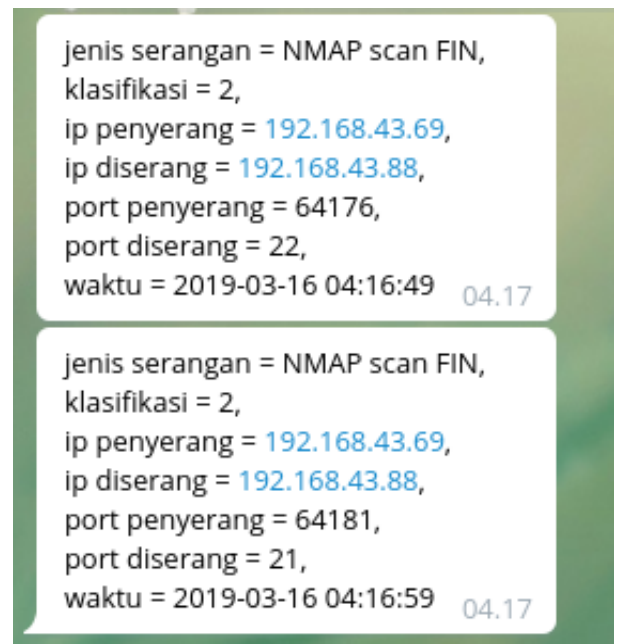 jenis serangan = NMAP scan FIN,
klasifikasi = 2,
ip penyerang = 192.168.43.69,
ip diserang = 192.168.43.88,
port penyerang = 64176,
port diserang = 22,
waktu = 2019-03-16 04:16:49 04.17
jenis serangan = NMAP scan FIN,
klasifikasi = 2,
ip penyerang = 192.168.43.69,
ip diserang = 192.168.43.88,
port penyerang = 64181,
port diserang = 21,
waktu = 2019-03-16 04:16:59 04.17